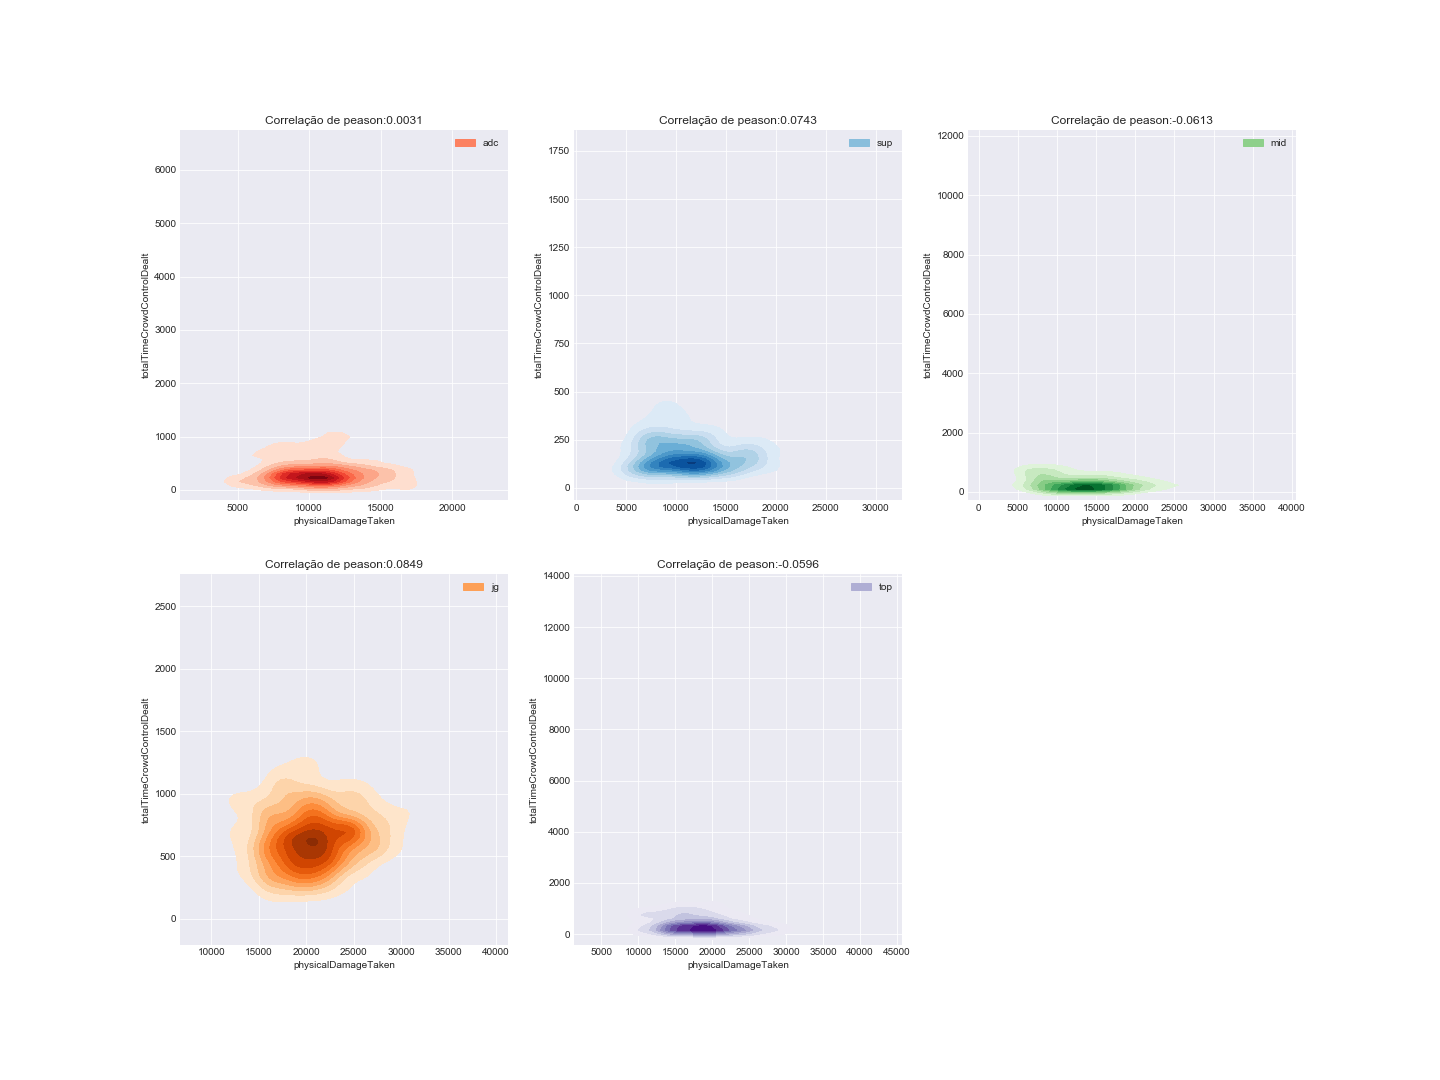 Correlação de peason:0.0031
adc
6000
5000
4000
3000
2000
1000
0
totalTimeCrowdControlDealt
5000 10000 15000 20000
physicalDamageTaken
Correlação de peason:0.0743
sup
1750
1500
1250
1000
750
500
250
0
totalTimeCrowdControlDealt
0 5000 10000 15000 20000 25000 30000
physicalDamageTaken
Correlação de peason:-0.0613
mid
12000
10000
8000
6000
4000
2000
0
totalTimeCrowdControlDealt
0 5000 10000 15000 20000 25000 30000 35000 40000
physicalDamageTaken
Correlação de peason:0.0849
jg
2500
2000
1500
1000
500
0
totalTimeCrowdControlDealt
10000 15000 20000 25000 30000 35000 40000
physicalDamageTaken
Correlação de peason:-0.0596
top
14000
12000
10000
8000
6000
4000
2000
0
totalTimeCrowdControlDealt
5000 10000 15000 20000 25000 30000 35000 40000 45000
physicalDamageTaken